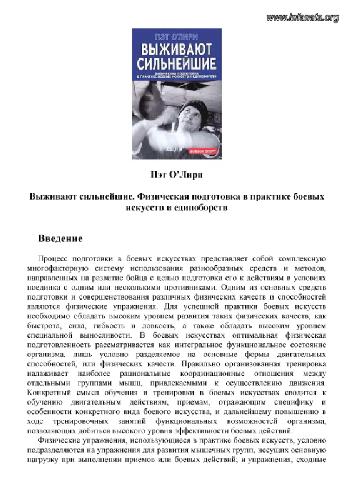 www.koksata.org
ПЭТ О'ЛИРИ
ВЫЖИВАЮТ
СИЛЬНЕЙШИЕ
Пэт О'Лири
Выживают сильнейшие. Физическая подготовка в практике боевых
искусств и единоборств
Введение
Процесс подготовки в боевых искусствах представляет собой комплексную
многофакторную систему использования разнообразных средств и методов,
направленных на развитие бойца с целью подготовки его к действиям в условиях
поединка с одним или несколькими противниками. Одним из основных средств
подготовки и совершенствования различных физических качеств и способностей
являются физические упражнения. Для успешной практики боевых искусств
необходимо обладать высоким уровнем развития таких физических качеств, как
быстрота, сила, гибкость и ловкость, а также обладать высоким уровнем
специальной выносливости. В боевых искусствах оптимальная физическая
подготовленность рассматривается как интегральное функциональное состояние
организма, лишь условно разделяемое на основные формы двигательных
способностей, или физических качеств. Правильно организованная тренировка
налаживает наиболее рациональные координационные отношения между
отдельными группами мышц, привлекаемыми к осуществлению движения.
Конкретный смысл обучения и тренировки в боевых искусствах сводится к
обучению двигательным действиям, приемам, отражающим специфику и
особенности конкретного вида боевого искусства, и дальнейшему повышению в
ходе тренировочных занятий функциональных возможностей организма,
позволяющих добиться высокого уровня эффективности боевых действий.
Физические упражнения, использующиеся в практике боевых искусств, условно
подразделяются на упражнения для развития мышечных групп, несущих основную
нагрузку при выполнении приемов или боевых действий, и упражнения, сходные